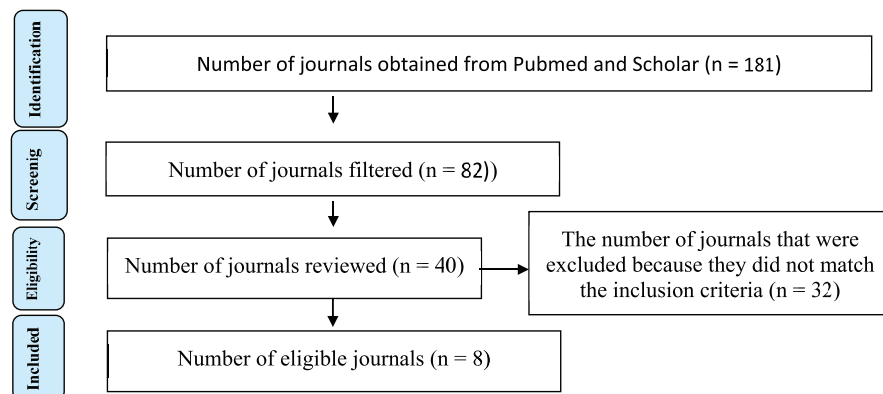 Identification
Number of journals obtained from Pubmed and Scholar (n = 181)
Screenig
Number of journals filtered (n = 82))
Eligibility
Number of journals reviewed (n = 40)
The number of journals that were
excluded because they did not match
the inclusion criteria (n = 32)
Included
Number of eligible journals (n = 8)